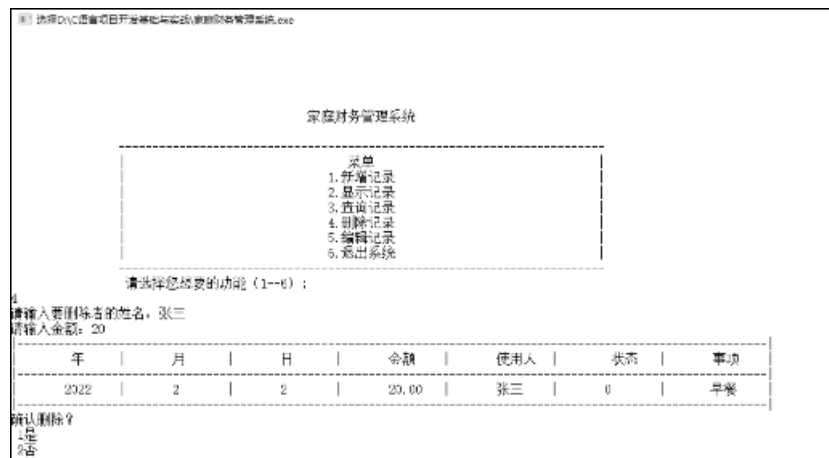 选择D:\C语言项目开发基础与实战\家庭财务管理系统.exe
家庭财务管理系统
菜单
1.新增记录
2.显示记录
3.查询记录
4.删除记录
5.编辑记录
6.退出系统
请选择您想要的功能（1--6）：
4
请输入要删除者的姓名：张三
请输入金额：20
年 | 月 | 日 | 金额 | 使用人 | 状态 | 事项
2022 | 2 | 2 | 20.00 | 张三 | 0 | 早餐
确认删除？
1是
2否